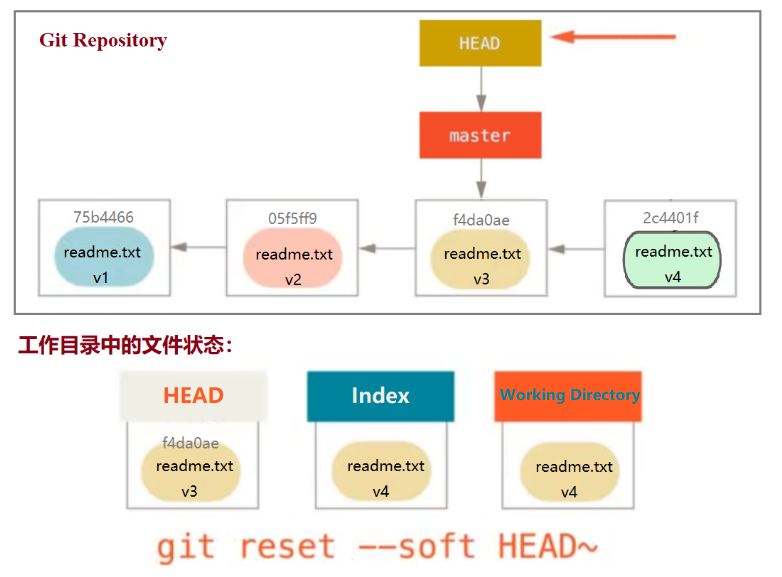 Git Repository
HEAD
master
75b4466
readme.txt
v1
05f5ff9
readme.txt
v2
f4da0ae
readme.txt
v3
2c4401f
readme.txt
v4
工作目录中的文件状态：
HEAD
f4da0ae
readme.txt
v3
Index
readme.txt
v4
Working Directory
readme.txt
v4
git reset --soft HEAD~